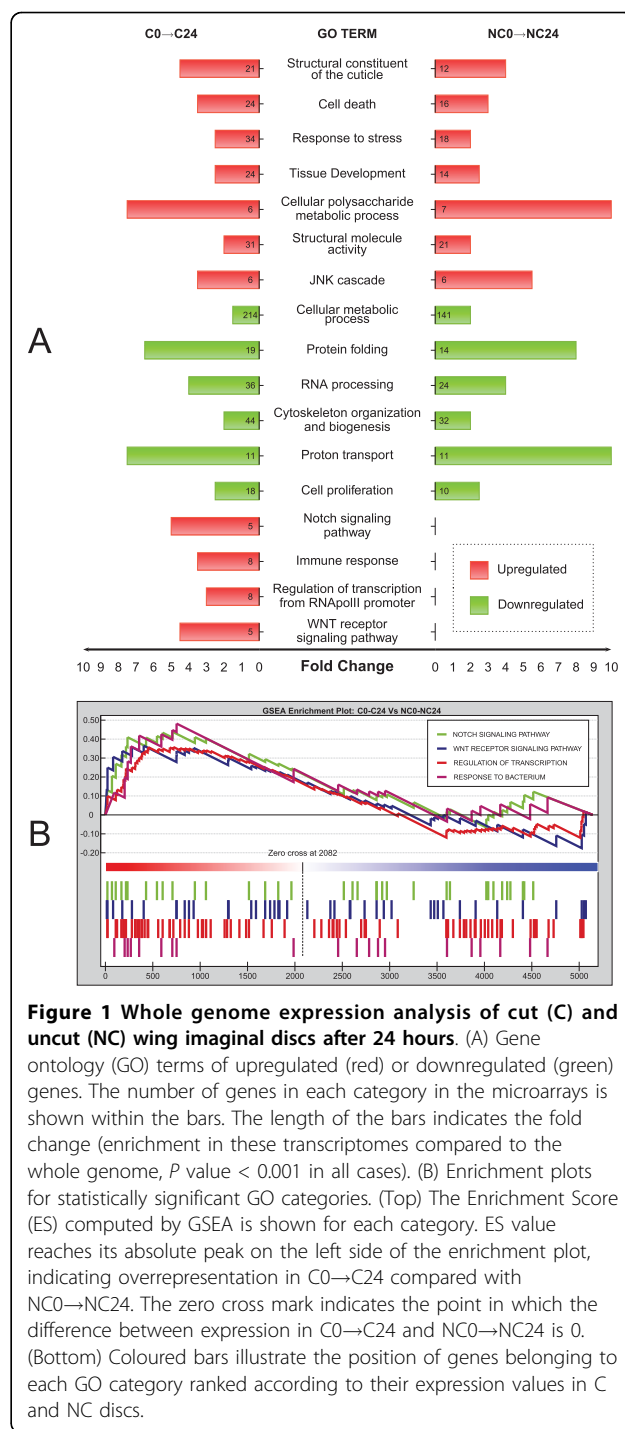 C0→C24 GO TERM NC0→NC24
21 Structural constituent of the cuticle 12
24 Cell death 16
34 Response to stress 18
24 Tissue Development 14
6 Cellular polysaccharide metabolic process 7
31 Structural molecule activity 21
6 JNK cascade 6
214 Cellular metabolic process 141
A
19 Protein folding 14
36 RNA processing 24
44 Cytoskeleton organization and biogenesis 32
11 Proton transport 11
18 Cell proliferation 10
5 Notch signaling pathway
8 Immune response
8 Regulation of transcription from RNApolII promoter
5 WNT receptor signaling pathway
Upregulated
Downregulated
10 9 8 7 6 5 4 3 2 1 0 Fold Change 0 1 2 3 4 5 6 7 8 9 10
GSEA Enrichment Plot: C0-C24 Vs NC0-NC24
0.50
0.40
0.30
0.20
0.10
0
-0.10
-0.20
NOTCH SIGNALING PATHWAY
WNT RECEPTOR SIGNALING PATHWAY
REGULATION OF TRANSCRIPTION
RESPONSE TO BACTERIUM
B
Zero cross at 2082
0 500 1000 1500 2000 2500 3000 3500 4000 4500 5000
Figure 1 Whole genome expression analysis of cut (C) and
uncut (NC) wing imaginal discs after 24 hours. (A) Gene
ontology (GO) terms of upregulated (red) or downregulated (green)
genes. The number of genes in each category in the microarrays is
shown within the bars. The length of the bars indicates the fold
change (enrichment in these transcriptomes compared to the
whole genome, P value < 0.001 in all cases). (B) Enrichment plots
for statistically significant GO categories. (Top) The Enrichment Score
(ES) computed by GSEA is shown for each category. ES value
reaches its absolute peak on the left side of the enrichment plot,
indicating overrepresentation in C0→C24 compared with
NC0→NC24. The zero cross mark indicates the point in which the
difference between expression in C0→C24 and NC0→NC24 is 0.
(Bottom) Coloured bars illustrate the position of genes belonging to
each GO category ranked according to their expression values in C
and NC discs.